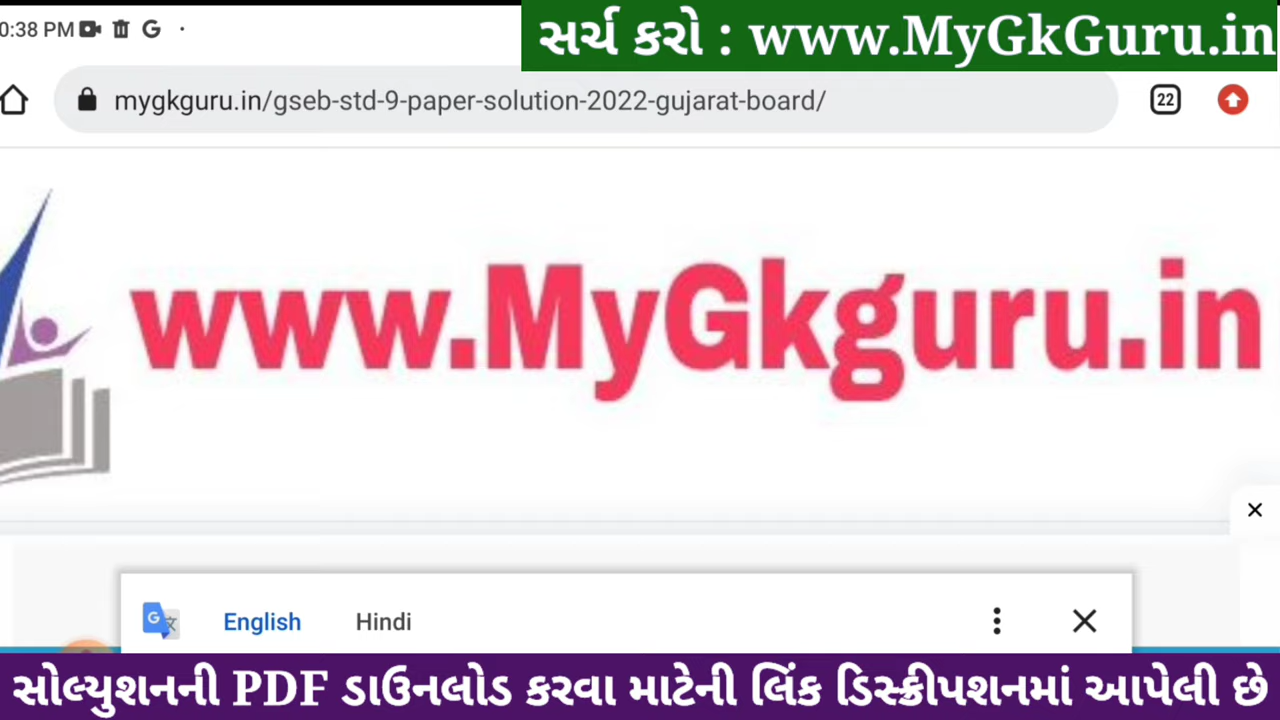 સર્ચ કરો : www.MyGkGuru.in
0:38 PM
mygkguru.in/gseb-std-9-paper-solution-2022-gujarat-board/
22
www.MyGkguru.in
English Hindi
સોલ્યુશનની PDF ડાઉનલોડ કરવા માટેની લિંક ડિસ્ક્રીપશનમાં આપેલી છે